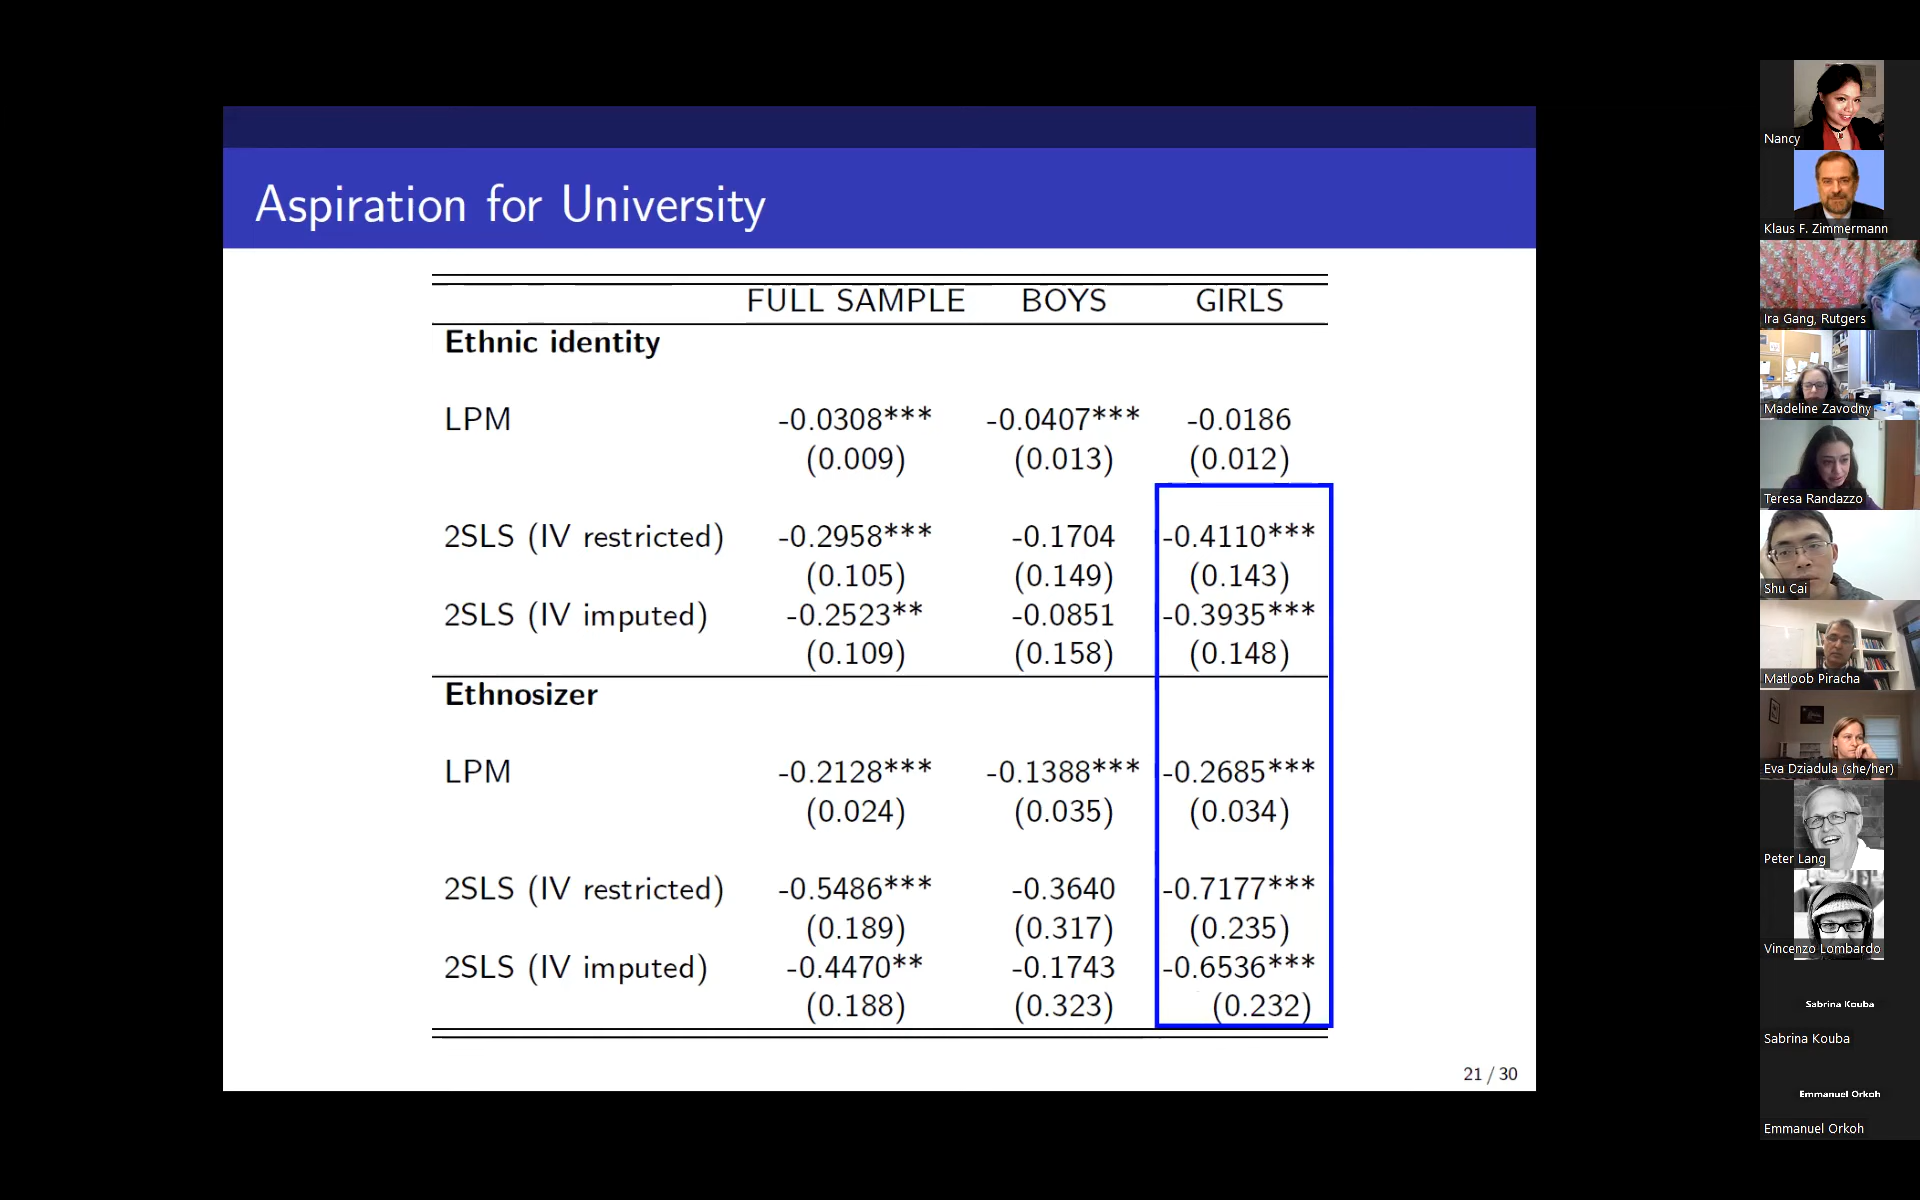 Aspiration for University
FULL SAMPLE BOYS GIRLS
Ethnic identity
LPM -0.0308*** -0.0407*** -0.0186
(0.009) (0.013) (0.012)
2SLS (IV restricted) -0.2958*** -0.1704 -0.4110***
(0.105) (0.149) (0.143)
2SLS (IV imputed) -0.2523** -0.0851 -0.3935***
(0.109) (0.158) (0.148)
Ethnosizer
LPM -0.2128*** -0.1388*** -0.2685***
(0.024) (0.035) (0.034)
2SLS (IV restricted) -0.5486*** -0.3640 -0.7177***
(0.189) (0.317) (0.235)
2SLS (IV imputed) -0.4470** -0.1743 -0.6536***
(0.188) (0.323) (0.232)
21 / 30
Nancy
Klaus F. Zimmermann
Ira Gang, Rutgers
Madeline Zavodny
Teresa Randazzo
Shu Cai
Matloob Piracha
Eva Dziadula (she/her)
Peter Lang
Vincenzo Lombardo
Sabrina Kouba
Sabrina Kouba
Emmanuel Orkoh
Emmanuel Orkoh